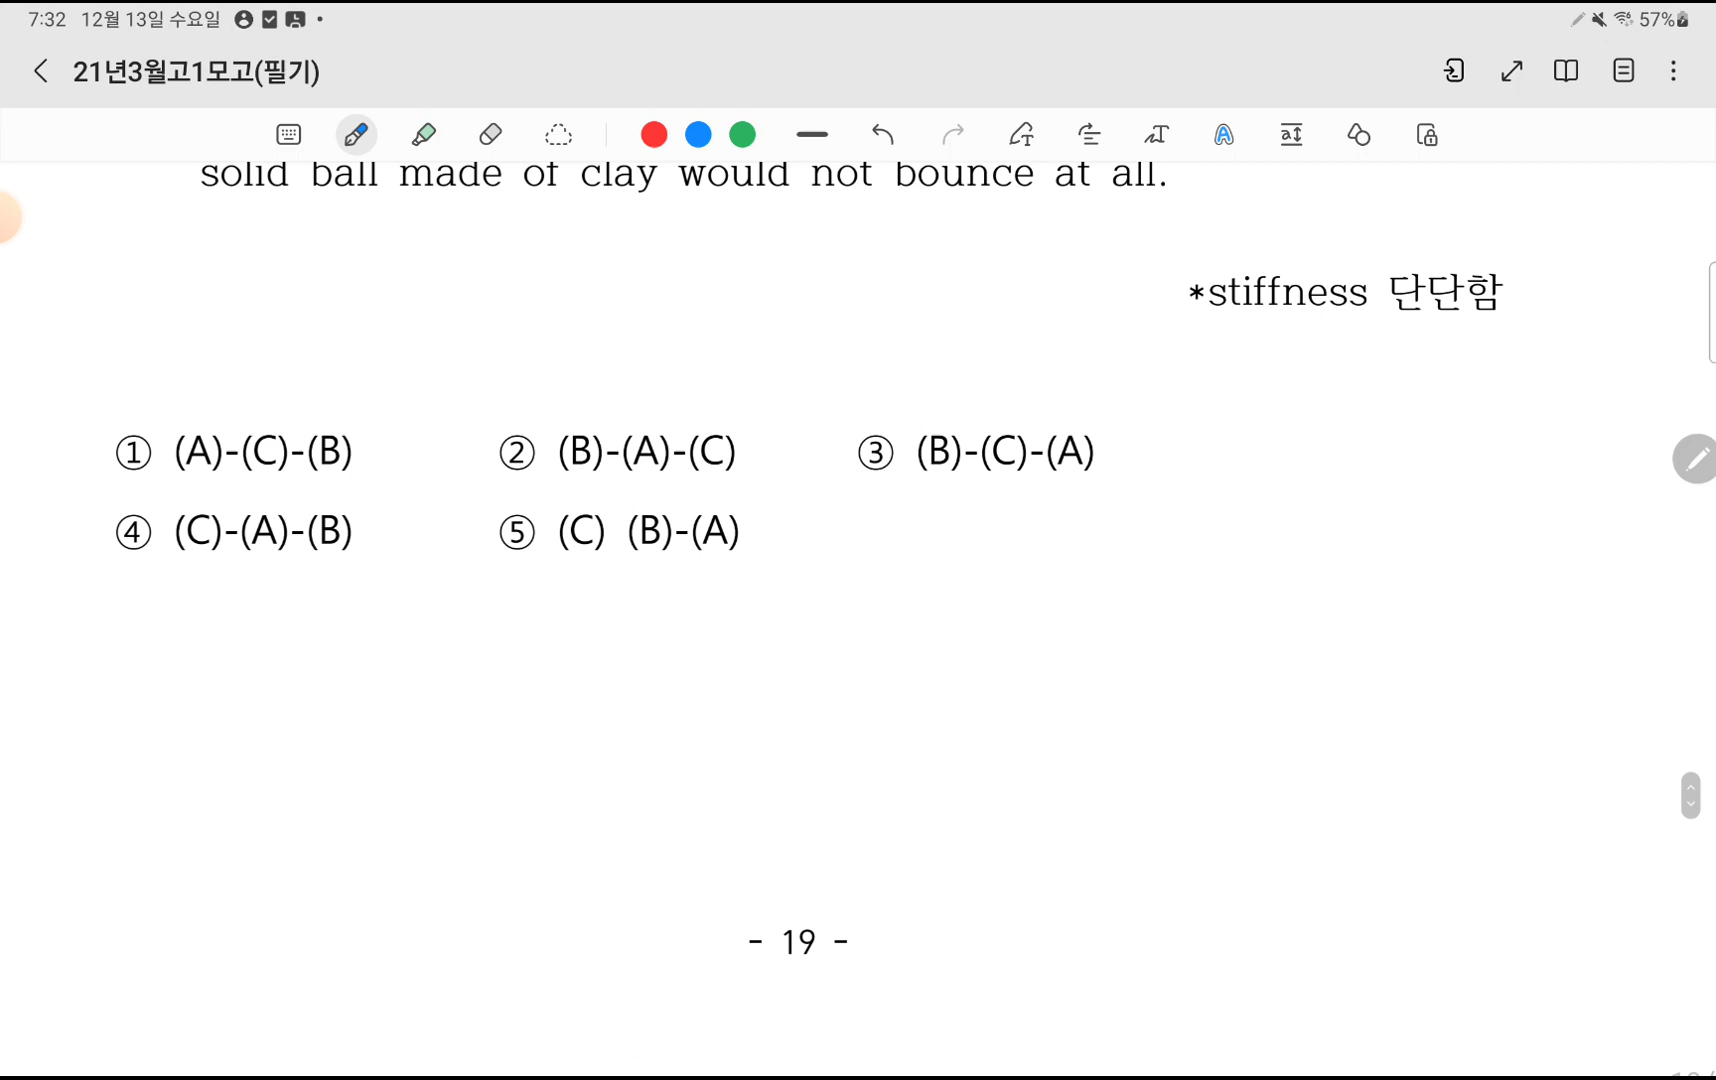 7:32 12월 13일 수요일
57%
21년3월고1모고(필기)
solid ball made of clay would not bounce at all.
*stiffness 단단함
① (A)-(C)-(B) ② (B)-(A)-(C) ③ (B)-(C)-(A)
④ (C)-(A)-(B) ⑤ (C) (B)-(A)
- 19 -